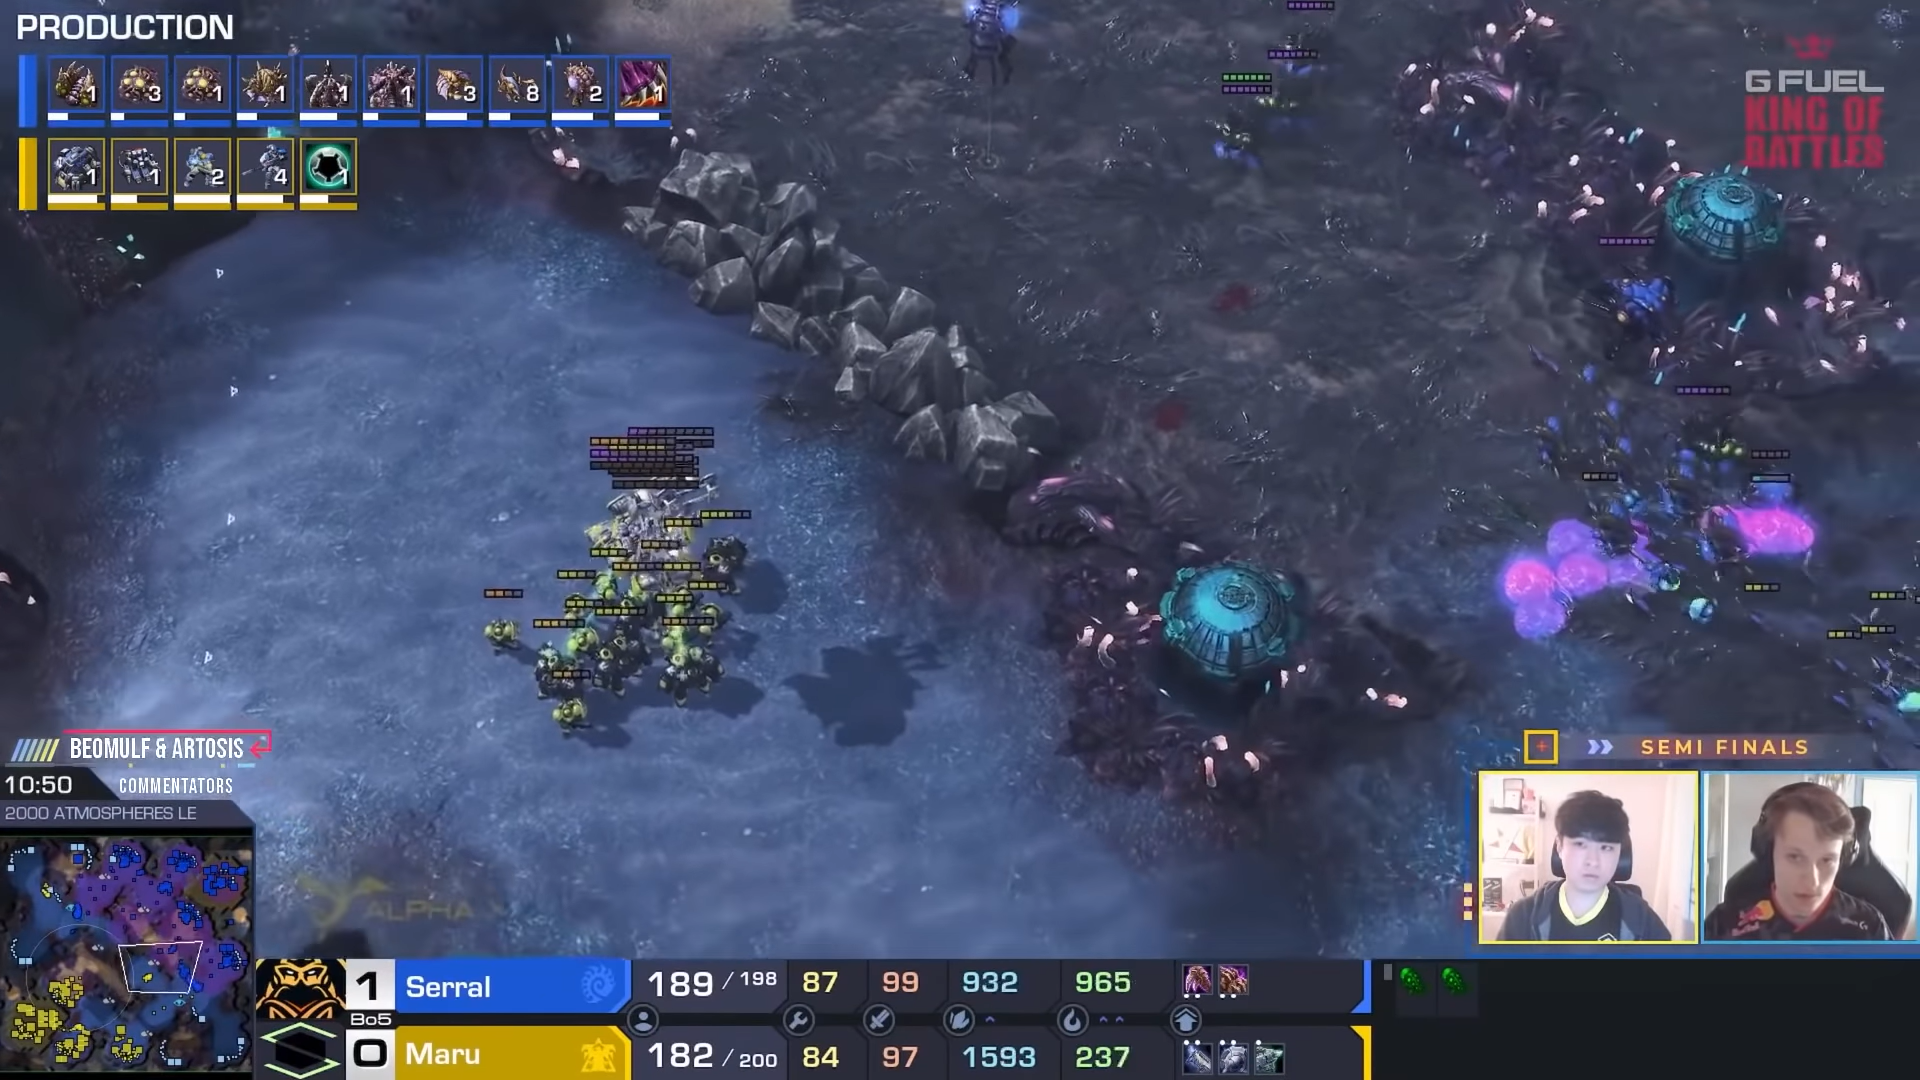 PRODUCTION
1 3 1 1 1 1 3 8 2 1
1 1 2 4 1
G FUEL
KING OF
BATTLES
BEOMULF & ARTOSIS
COMMENTATORS
10:50
2000 ATMOSPHERES LE
SEMI FINALS
ALPHA
1 Serral 189 / 198 87 99 932 965
Bo5
0 Maru 182 / 200 84 97 1593 237